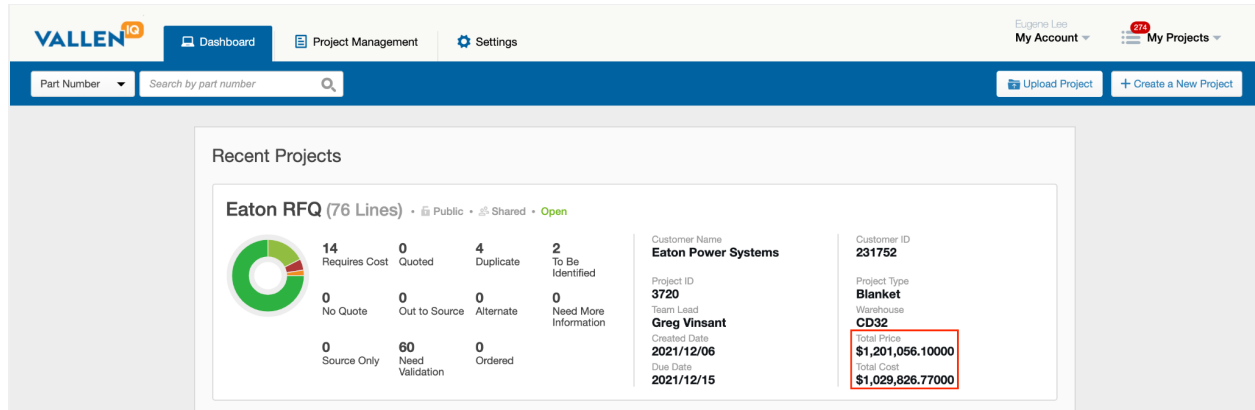 VALLEN IQ
Dashboard
Project Management
Settings
Eugene Lee
My Account
274
My Projects
Part Number
Search by part number
Upload Project
+ Create a New Project
Recent Projects
Eaton RFQ (76 Lines) • Public • Shared • Open
14
Requires Cost
0
Quoted
4
Duplicate
2
To Be
Identified
0
No Quote
0
Out to Source
0
Alternate
0
Need More
Information
0
Source Only
60
Need
Validation
0
Ordered
Customer Name
Eaton Power Systems
Project ID
3720
Team Lead
Greg Vinsant
Created Date
2021/12/06
Due Date
2021/12/15
Customer ID
231752
Project Type
Blanket
Warehouse
CD32
Total Price
$1,201,056.10000
Total Cost
$1,029,826.77000